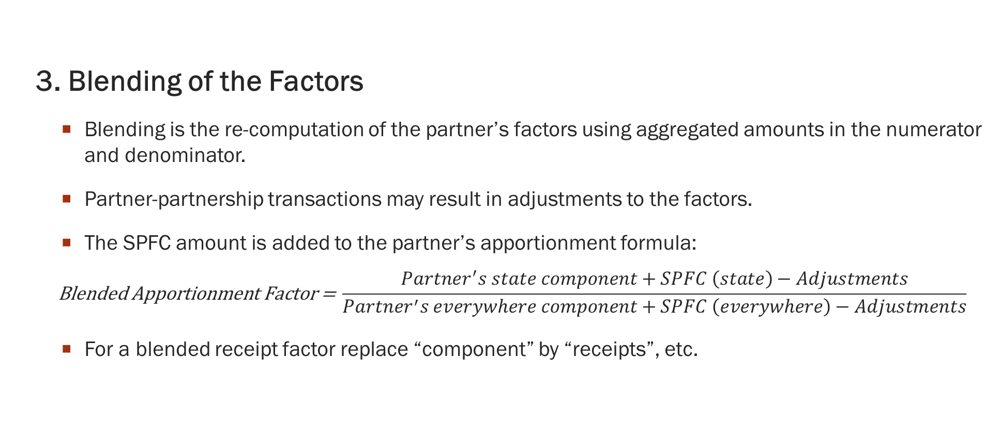 3. Blending of the Factors
▪ Blending is the re-computation of the partner’s factors using aggregated amounts in the numerator
and denominator.
▪ Partner-partnership transactions may result in adjustments to the factors.
▪ The SPFC amount is added to the partner’s apportionment formula:
Blended Apportionment Factor = 
Partner's state component + SPFC (state) − Adjustments
Partner's everywhere component + SPFC (everywhere) − Adjustments
▪ For a blended receipt factor replace “component” by “receipts”, etc.